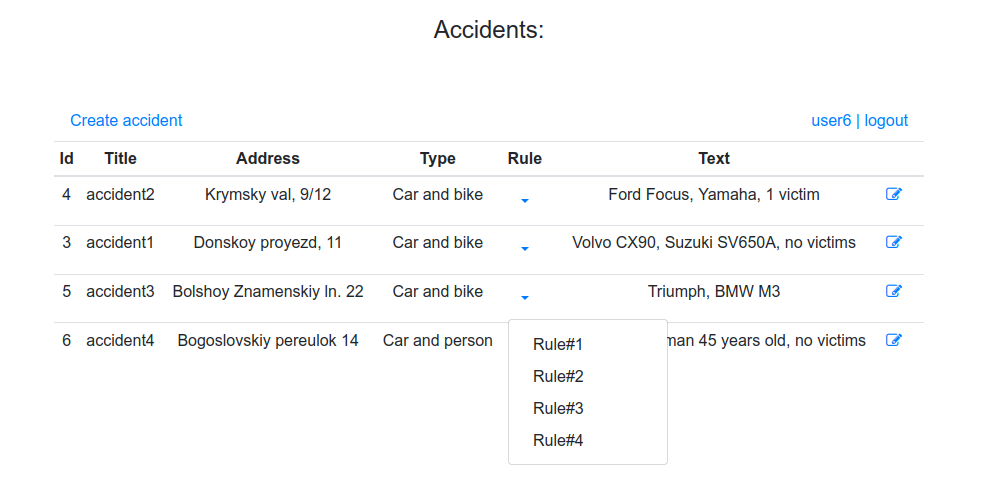 Accidents:
Create accident user6 | logout
Id Title Address Type Rule Text
4 accident2 Krymsky val, 9/12 Car and bike Ford Focus, Yamaha, 1 victim
3 accident1 Donskoy proyezd, 11 Car and bike Volvo CX90, Suzuki SV650A, no victims
5 accident3 Bolshoy Znamenskiy ln. 22 Car and bike Triumph, BMW M3
6 accident4 Bogoslovskiy pereulok 14 Car and person 45 years old, no victims
Rule#1
Rule#2
Rule#3
Rule#4